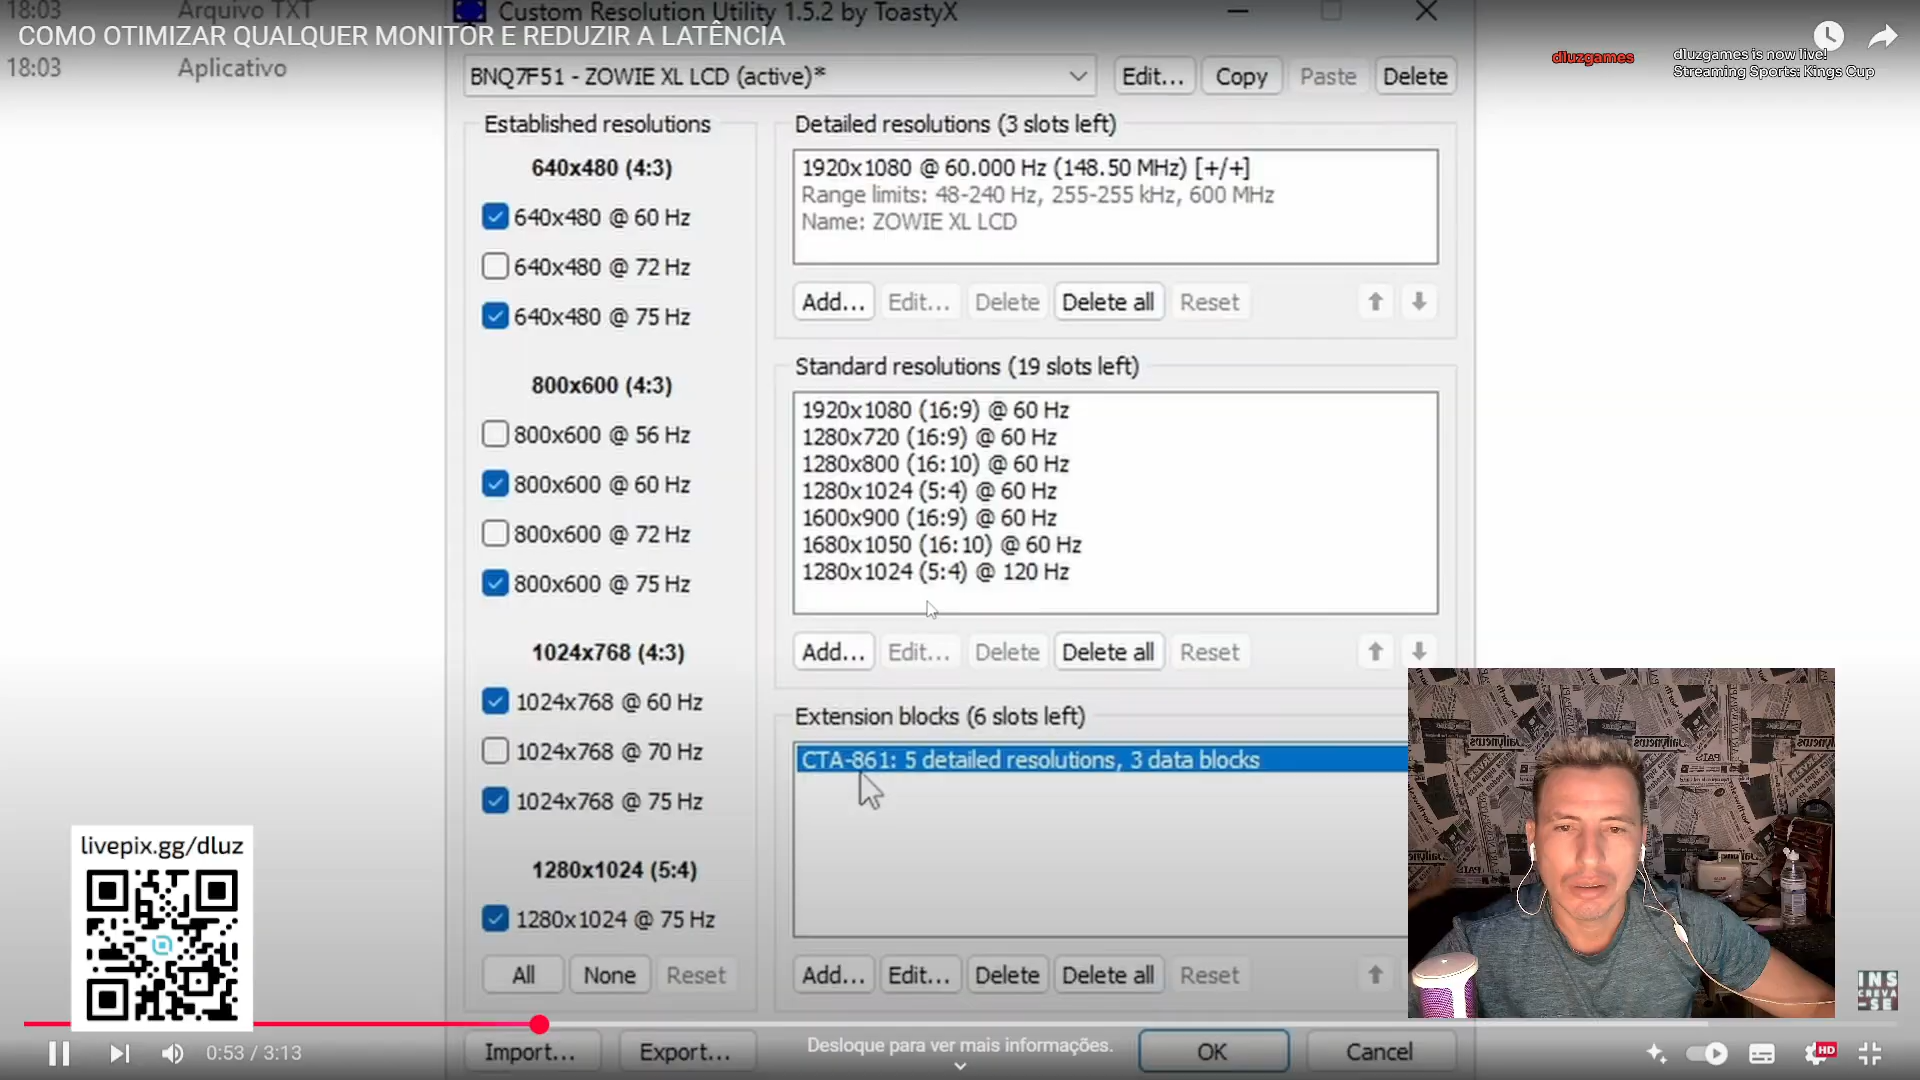 18:03 Arquivo TXT
Custom Resolution Utility 1.5.2 by ToastyX
COMO OTIMIZAR QUALQUER MONITOR E REDUZIR A LATÊNCIA
18:03 Aplicativo
dluzgames
dluzgames is now live!
Streaming Sports: Kings Cup
BNQ7F51 - ZOWIE XL LCD (active)*
Edit... Copy Paste Delete
Established resolutions
640x480 (4:3)
640x480 @ 60 Hz
640x480 @ 72 Hz
640x480 @ 75 Hz
800x600 (4:3)
800x600 @ 56 Hz
800x600 @ 60 Hz
800x600 @ 72 Hz
800x600 @ 75 Hz
1024x768 (4:3)
1024x768 @ 60 Hz
1024x768 @ 70 Hz
1024x768 @ 75 Hz
1280x1024 (5:4)
1280x1024 @ 75 Hz
All None Reset
Detailed resolutions (3 slots left)
1920x1080 @ 60.000 Hz (148.50 MHz) [+/+]
Range limits: 48-240 Hz, 255-255 kHz, 600 MHz
Name: ZOWIE XL LCD
Add... Edit... Delete Delete all Reset
Standard resolutions (19 slots left)
1920x1080 (16:9) @ 60 Hz
1280x720 (16:9) @ 60 Hz
1280x800 (16:10) @ 60 Hz
1280x1024 (5:4) @ 60 Hz
1600x900 (16:9) @ 60 Hz
1680x1050 (16:10) @ 60 Hz
1280x1024 (5:4) @ 120 Hz
Add... Edit... Delete Delete all Reset
Extension blocks (6 slots left)
CTA-861: 5 detailed resolutions, 3 data blocks
Add... Edit... Delete Delete all Reset
livepix.gg/dluz
INS
CREVA
-SE
0:53 / 3:13
Import... Export...
Desloque para ver mais informações.
OK Cancel
HD